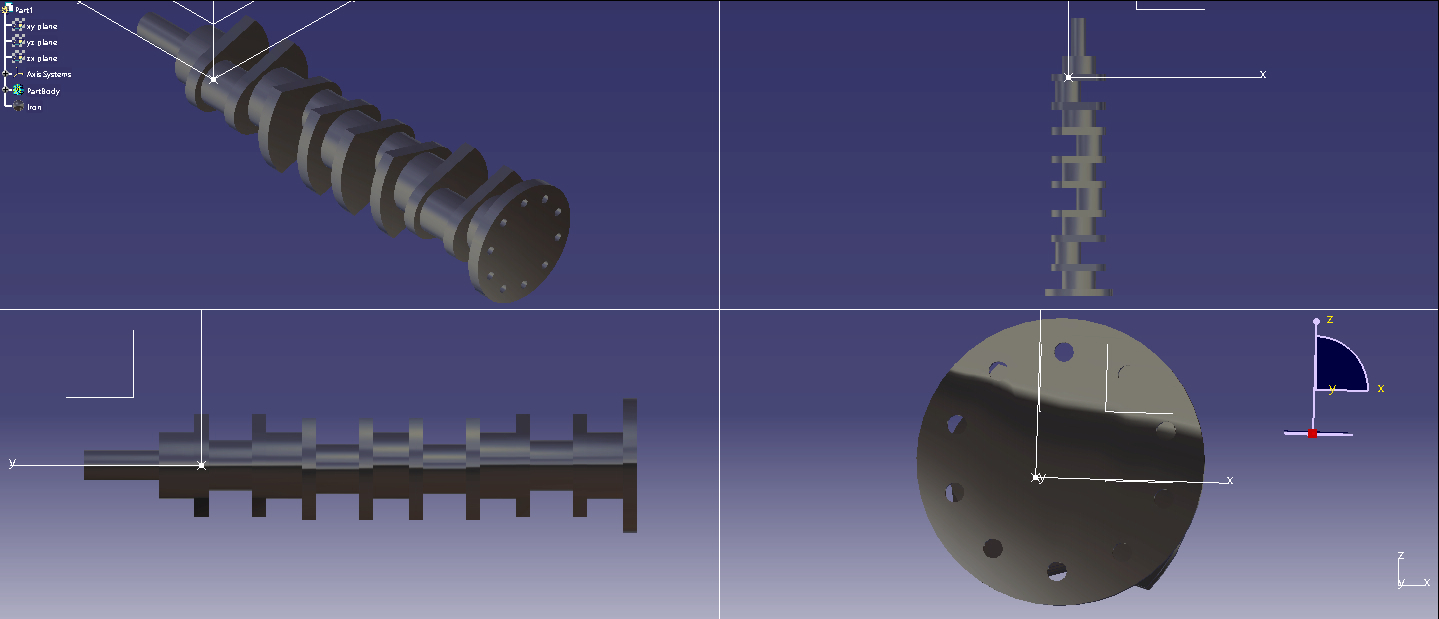 Part1
xy plane
yz plane
zx plane
Axis Systems
PartBody
Iron
x
y
y
x
z
y
x
z
y
x